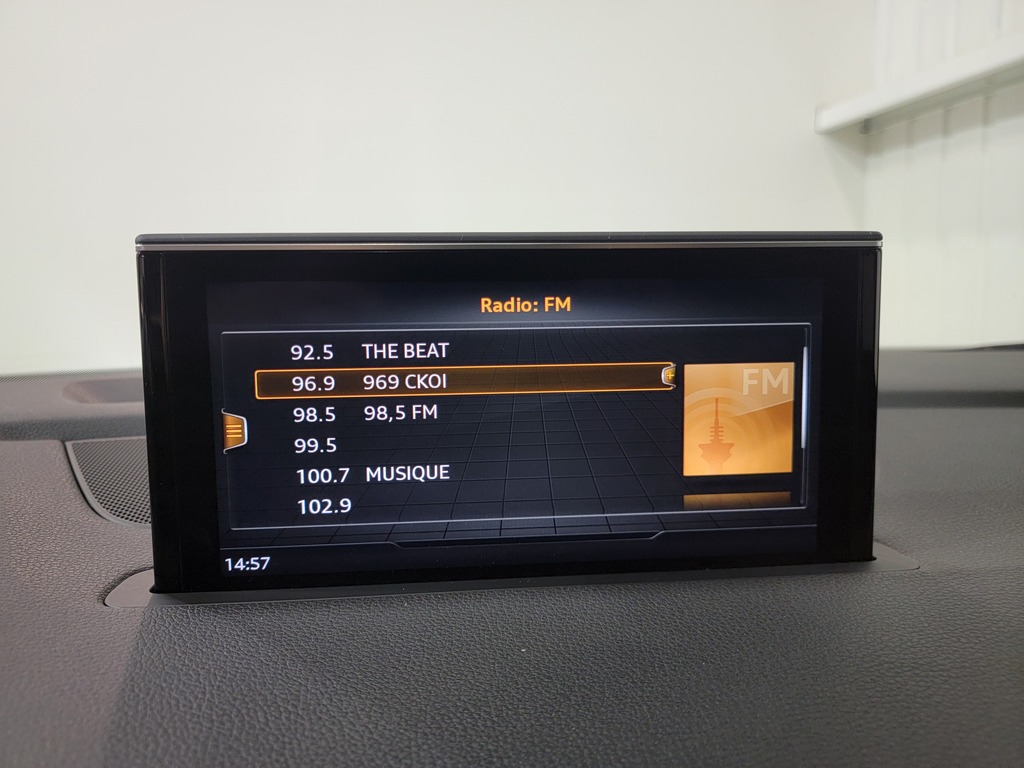 Radio: FM
92.5 THE BEAT
96.9 969 CKOI
98.5 98,5 FM
99.5
100.7 MUSIQUE
102.9
FM
14:57